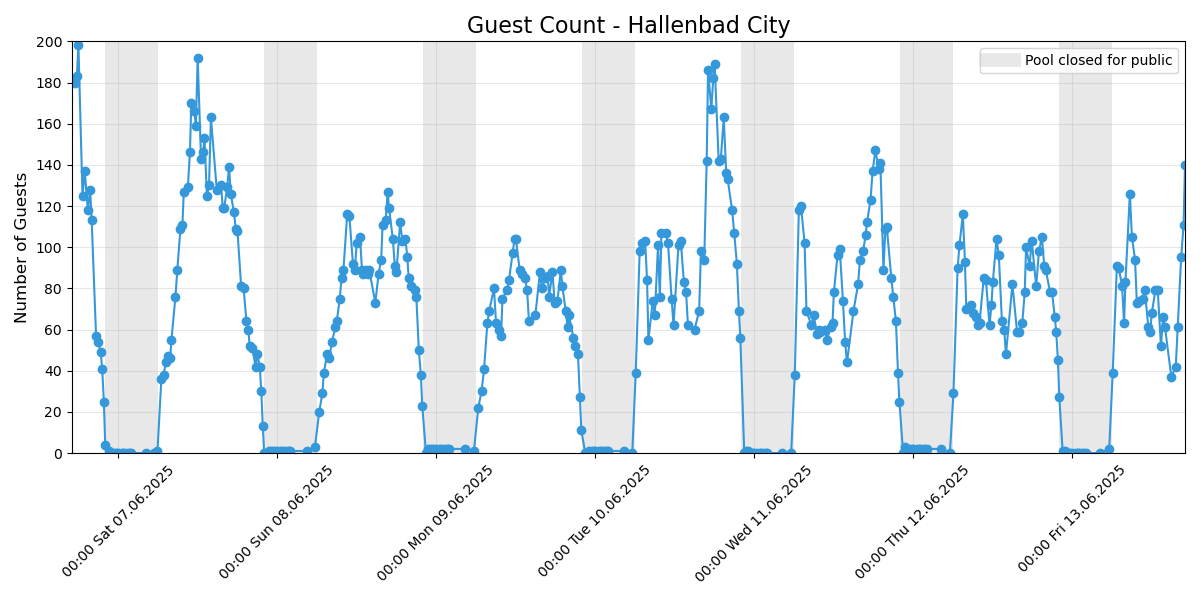 Guest Count - Hallenbad City
Pool closed for public
Number of Guests
200
180
160
140
120
100
80
60
40
20
0
00:00 Sat 07.06.2025
00:00 Sun 08.06.2025
00:00 Mon 09.06.2025
00:00 Tue 10.06.2025
00:00 Wed 11.06.2025
00:00 Thu 12.06.2025
00:00 Fri 13.06.2025